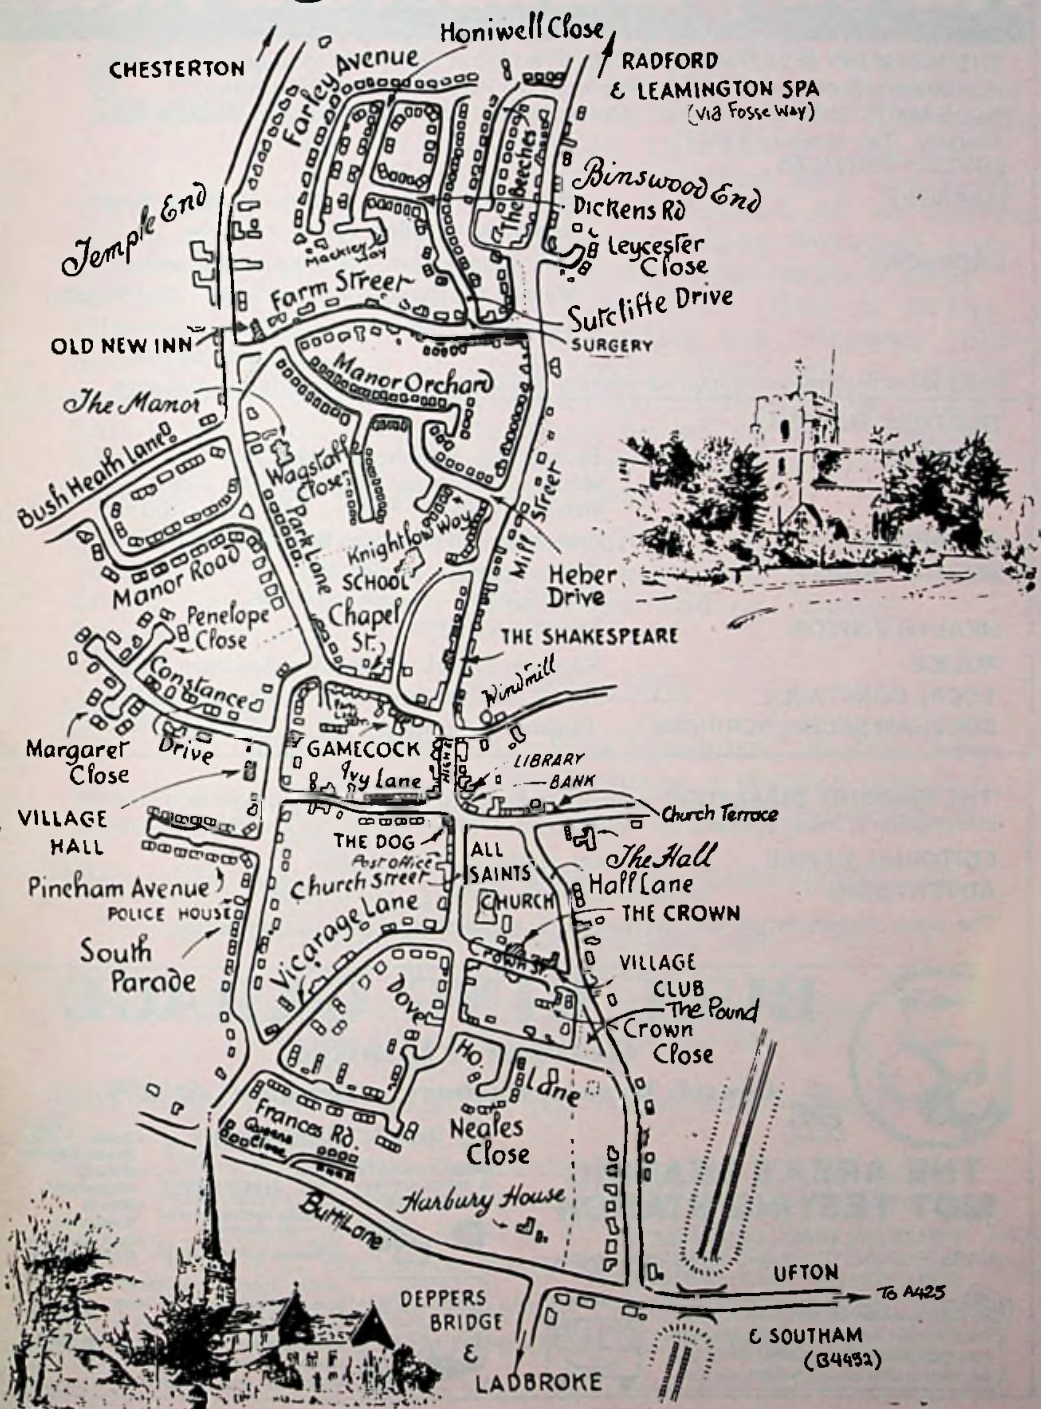 Honiwell Close
CHESTERTON
RADFORD
& LEAMINGTON SPA
(via Fosse Way)
Farley Avenue
The Beeches
Binswood End
Dickens Rd
Leycester
Close
Temple End
Mackley
Way
Farm Street
Sutcliffe Drive
OLD NEW INN
SURGERY
Manor Orchard
The Manor
Bush Heath Lane
Wagstaff
Close
Park Lane
Mill Street
Knightlow Way
SCHOOL
Manor Road
Heber
Drive
Penelope
Close
Chapel
St.
THE SHAKESPEARE
Constance
Drive
Windmill
Margaret
Close
GAMECOCK
HIGH ST
LIBRARY
BANK
Ivy Lane
VILLAGE
HALL
Church Terrace
THE DOG
Post office
Church Street
ALL
SAINTS
CHURCH
The Hall
Hall Lane
Pincham Avenue
POLICE HOUSE
THE CROWN
Vicarage Lane
South
Parade
Crown St.
VILLAGE
CLUB
The Pound
Crown
Close
Dove
Ho.
Lane
Frances Rd.
Queens
Close
Neales
Close
Harbury House
Butt Lane
DEPPERS
BRIDGE
&
LADBROKE
UFTON
To A425
& SOUTHAM
(B4452)